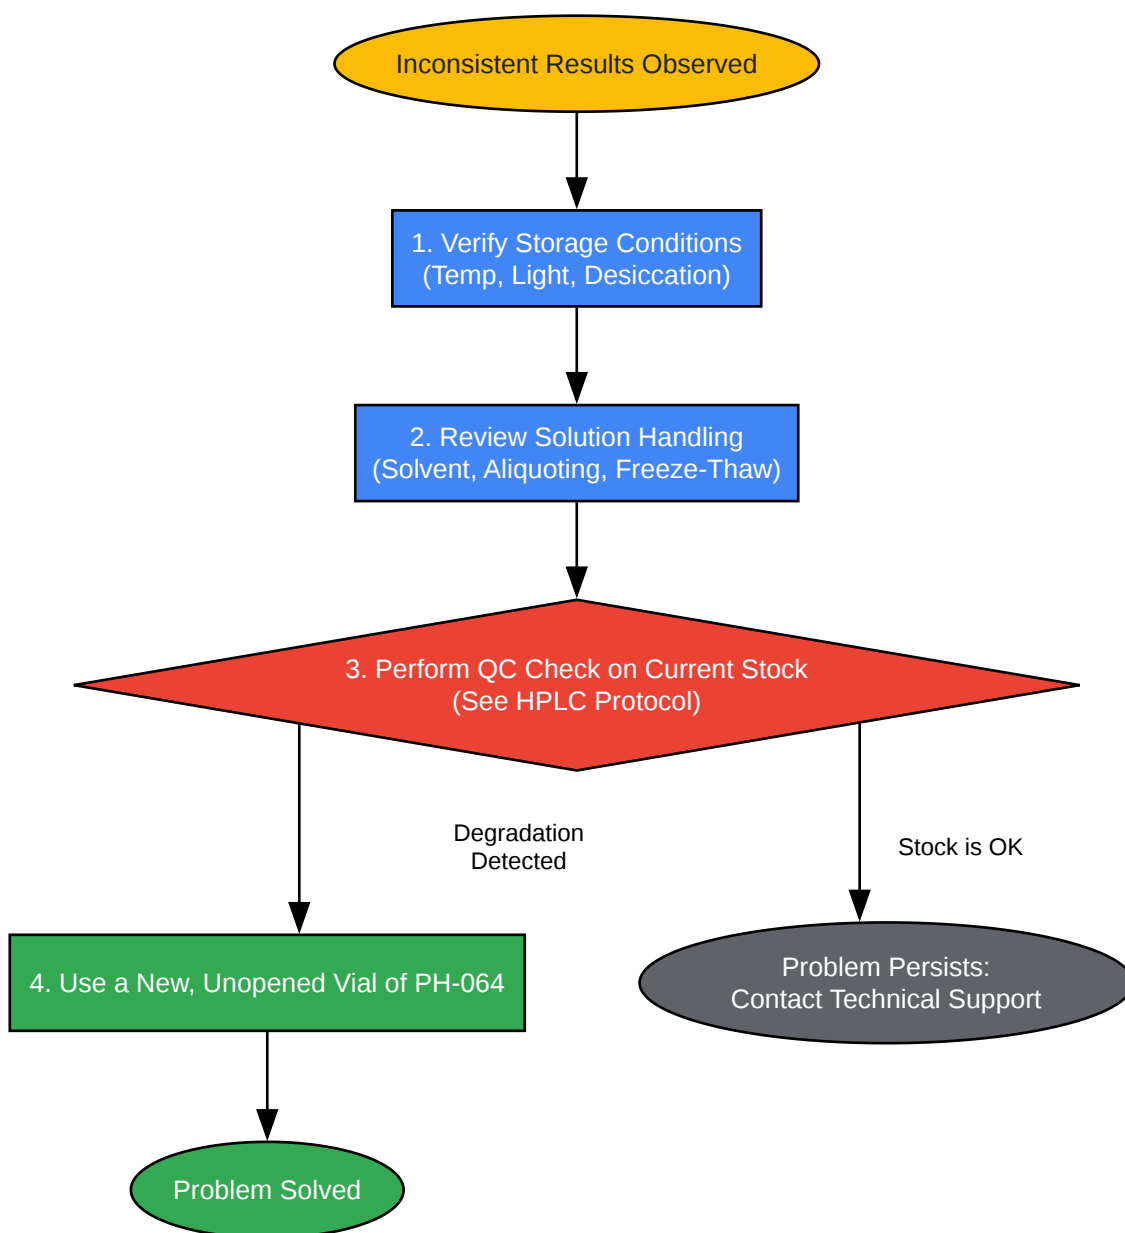 Inconsistent Results Observed
1. Verify Storage Conditions
(Temp, Light, Desiccation)
2. Review Solution Handling
(Solvent, Aliquoting, Freeze-Thaw)
3. Perform QC Check on Current Stock
(See HPLC Protocol)
Degradation
Detected
Stock is OK
4. Use a New, Unopened Vial of PH-064
Problem Persists:
Contact Technical Support
Problem Solved